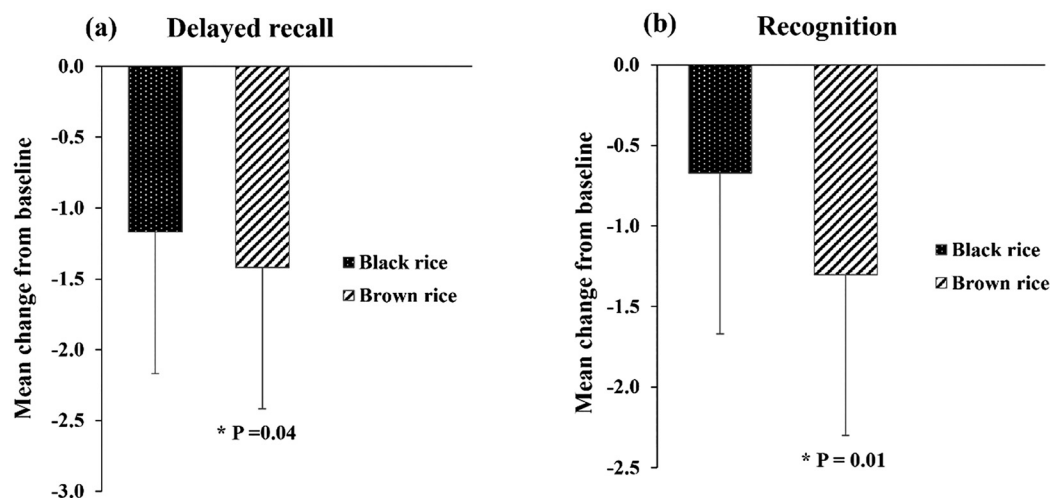 (a) Delayed recall
Mean change from baseline
0.0
-0.5
-1.0
-1.5
-2.0
-2.5
-3.0
Black rice
Brown rice
* P =0.04
(b) Recognition
Mean change from baseline
0.0
-0.5
-1.0
-1.5
-2.0
-2.5
Black rice
Brown rice
* P = 0.01